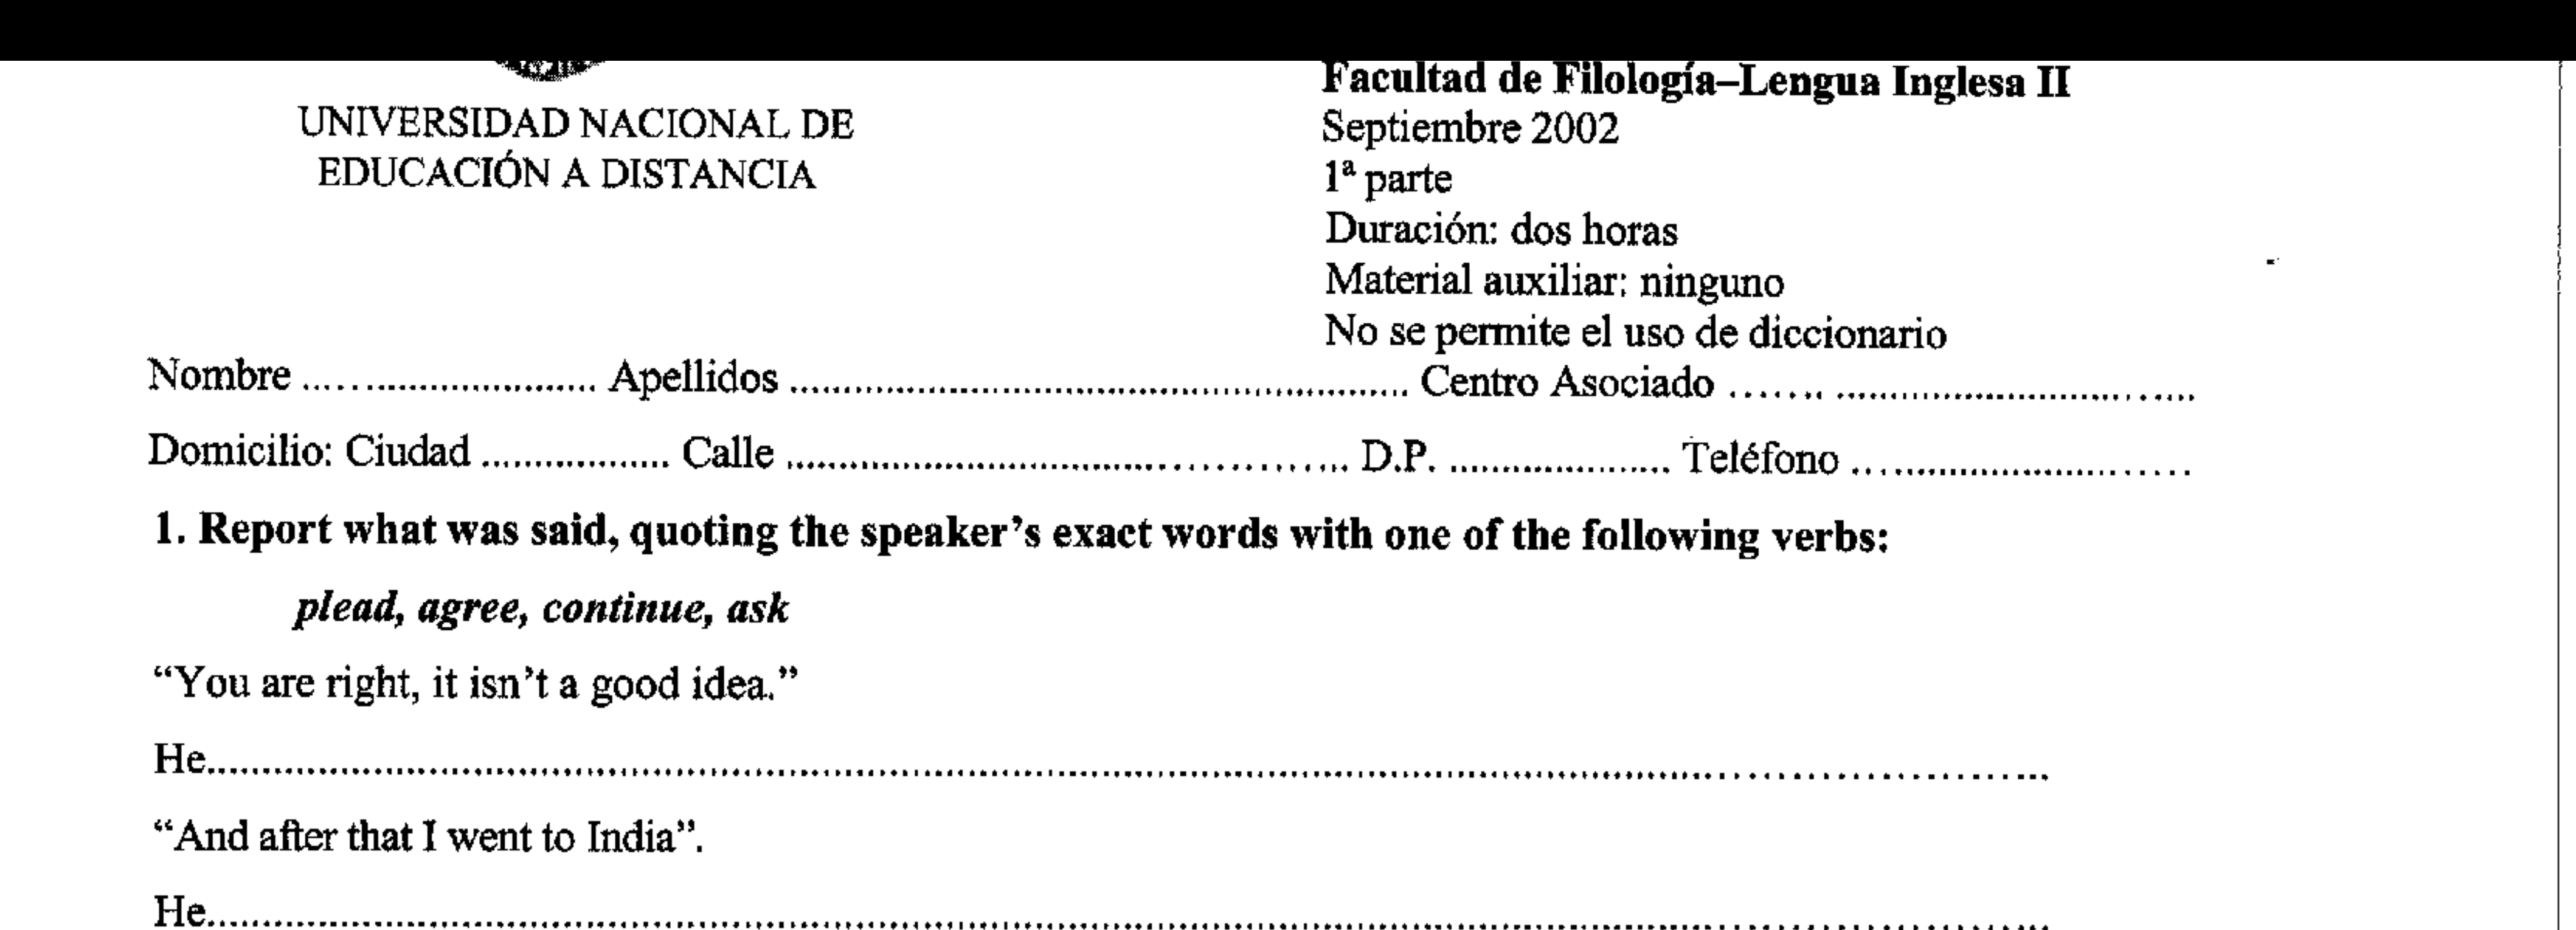 UNIVERSIDAD NACIONAL DE
EDUCACIÓN A DISTANCIA
Facultad de Filología–Lengua Inglesa II
Septiembre 2002
1ª parte
Duración: dos horas
Material auxiliar: ninguno
No se permite el uso de diccionario
Nombre ............................ Apellidos ........................................................... Centro Asociado ..........................................
Domicilio: Ciudad .................. Calle ...................................................... D.P. ..................... Teléfono .................................
1. Report what was said, quoting the speaker’s exact words with one of the following verbs:
plead, agree, continue, ask
“You are right, it isn’t a good idea.”
He..............................................................................................................................................................................
“And after that I went to India”.
He..............................................................................................................................................................................